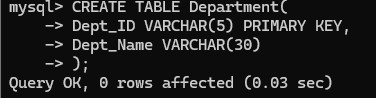 mysql> CREATE TABLE Department(
    -> Dept_ID VARCHAR(5) PRIMARY KEY,
    -> Dept_Name VARCHAR(30)
    -> );
Query OK, 0 rows affected (0.03 sec)